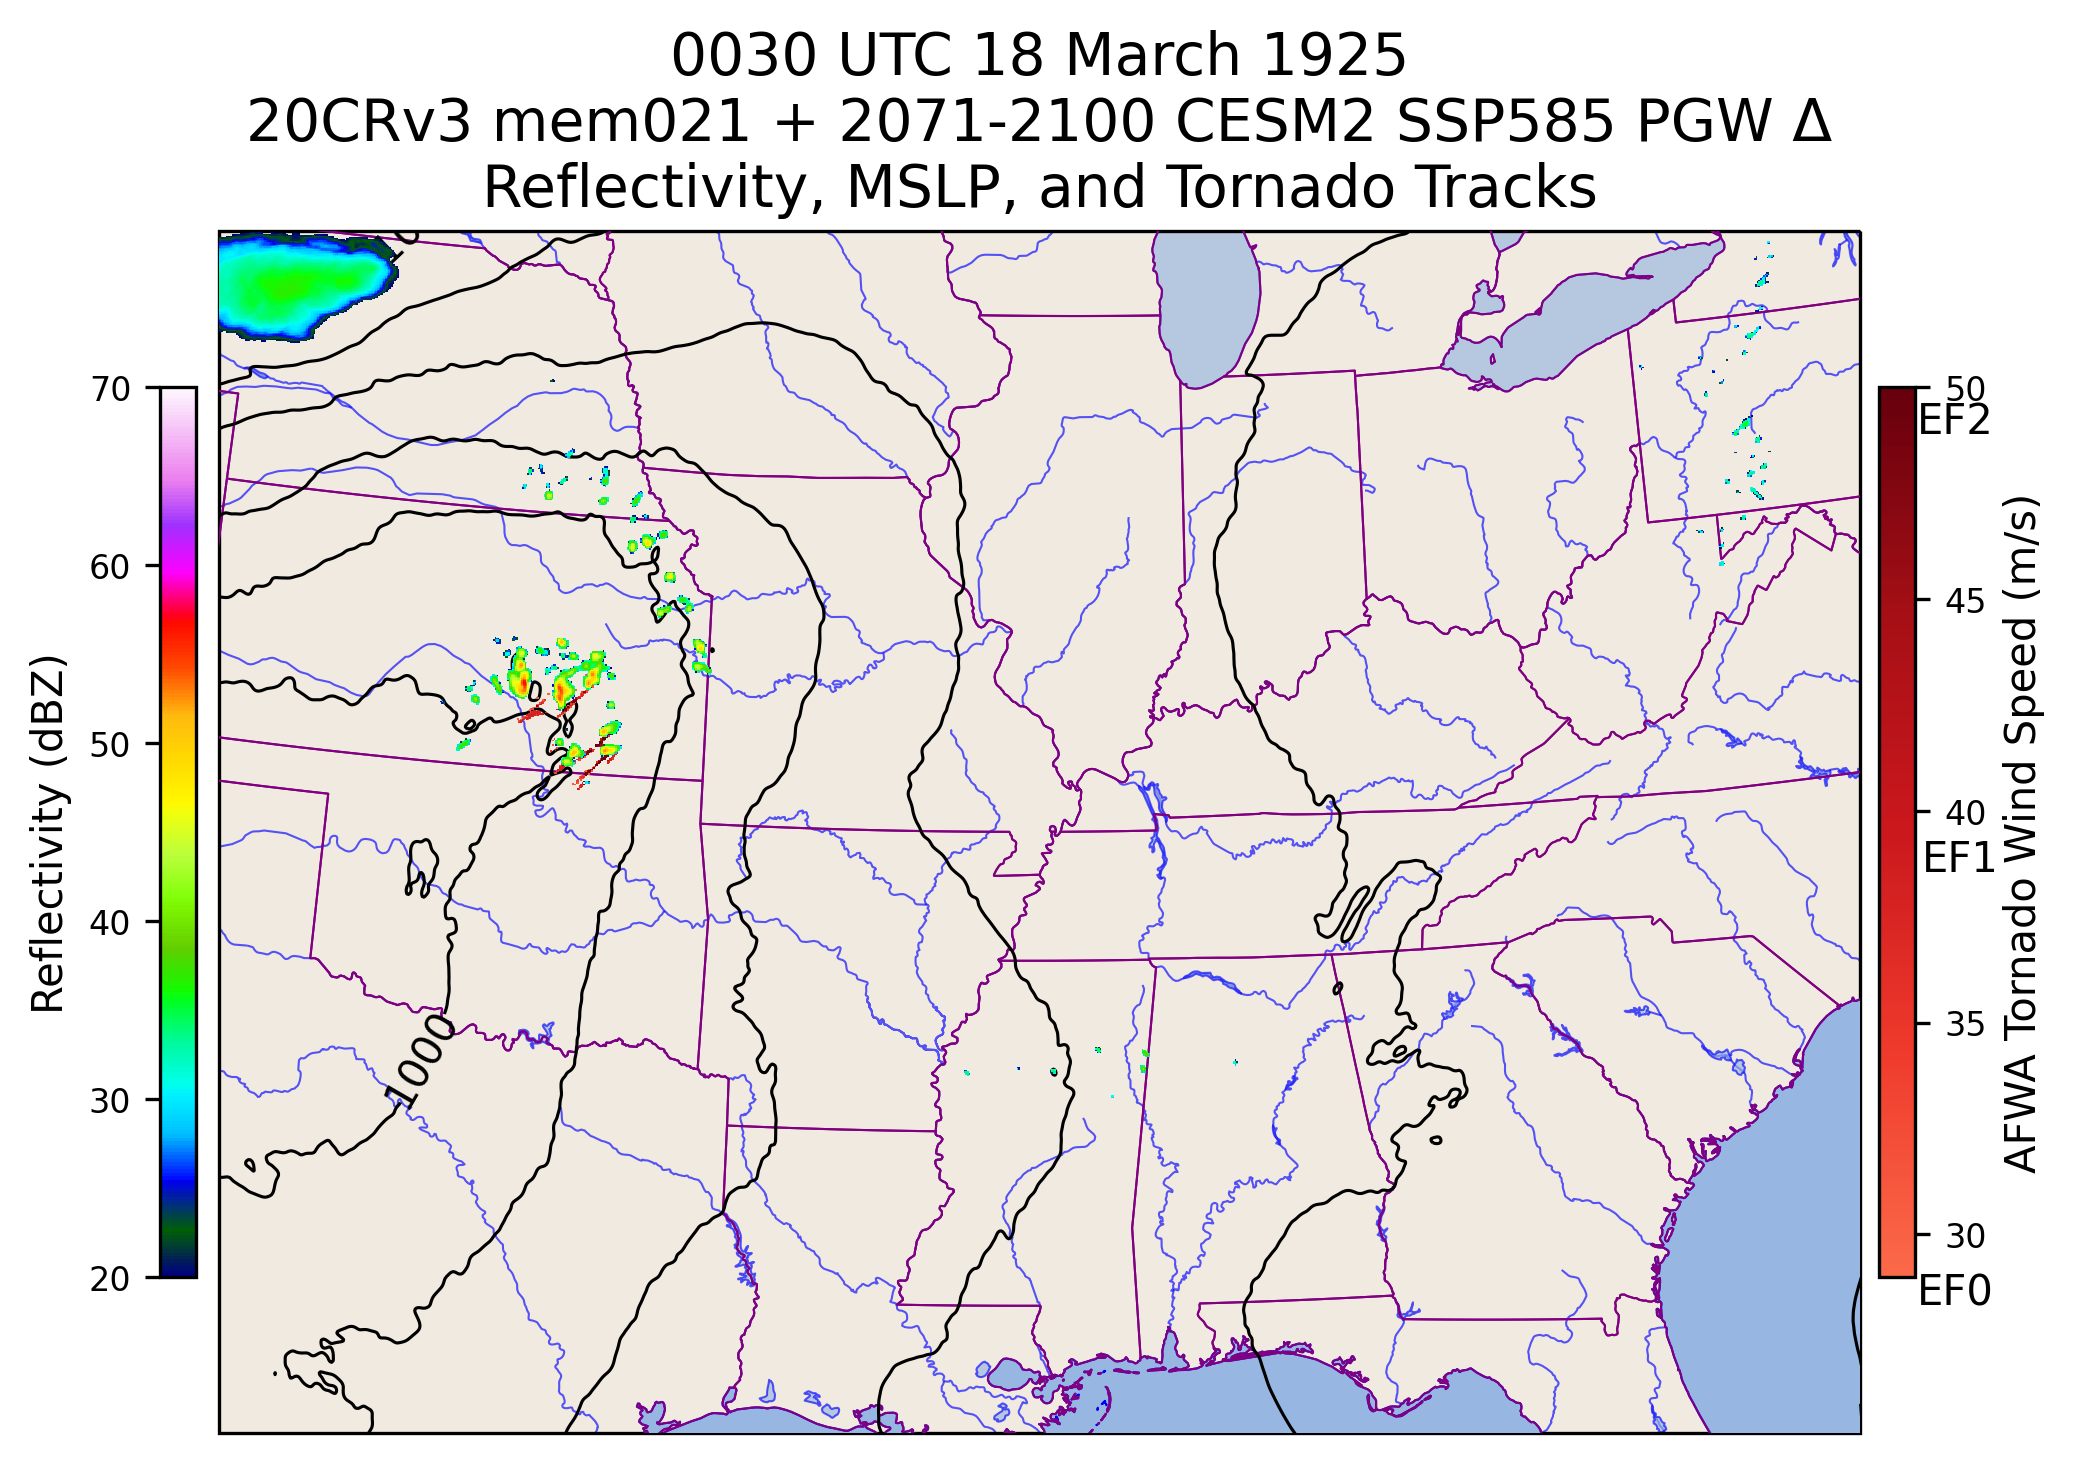 0030 UTC 18 March 1925
20CRv3 mem021 + 2071-2100 CESM2 SSP585 PGW Δ
Reflectivity, MSLP, and Tornado Tracks
70
60
50
40
30
20
Reflectivity (dBZ)
1000
50
EF2
45
40
EF1
35
30
EF0
AFWA Tornado Wind Speed (m/s)